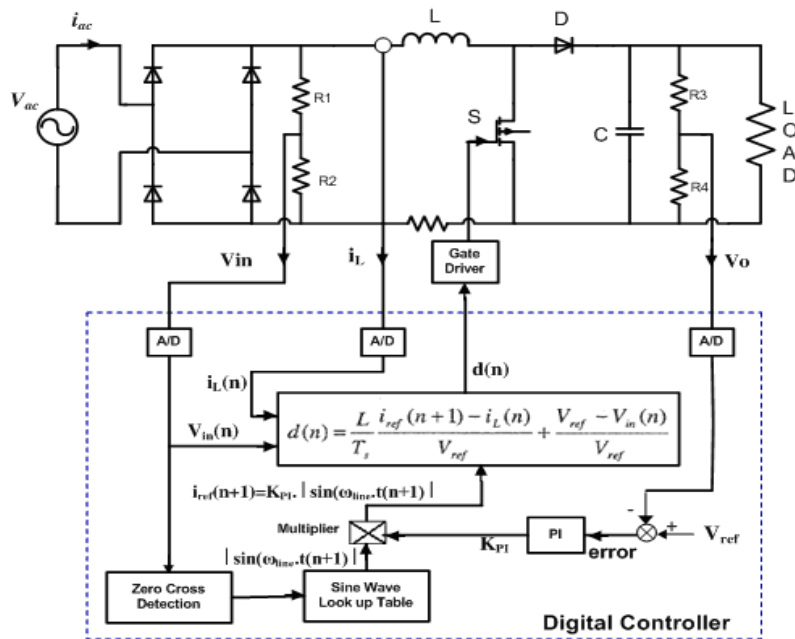 i_ac
L
D
V_ac
R1
R2
S
C
R3
R4
L
O
A
D
Vin
i_L
Gate
Driver
Vo
A/D
A/D
A/D
d(n)
i_L(n)
V_in(n)
d(n) = L/T_s (i_ref(n+1) − i_L(n))/V_ref + (V_ref − V_in(n))/V_ref
i_ref(n+1)=K_PI.|sin(ω_line.t(n+1)|
Multiplier
K_PI
PI
error
-
+
V_ref
|sin(ω_line.t(n+1)|
Zero Cross
Detection
Sine Wave
Look up Table
Digital Controller